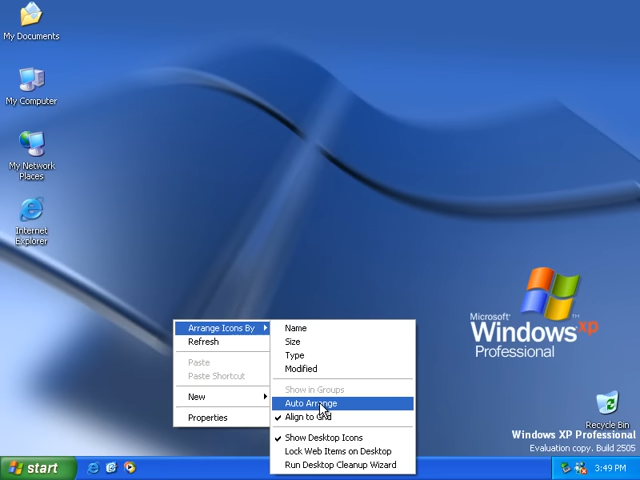 My Documents
My Computer
My Network
Places
Internet
Explorer
Microsoft®
Windows xp
Professional
Arrange Icons By
Refresh
Paste
Paste Shortcut
New
Properties
Name
Size
Type
Modified
Show in Groups
Auto Arrange
Align to Grid
Show Desktop Icons
Lock Web Items on Desktop
Run Desktop Cleanup Wizard
Recycle Bin
Windows XP Professional
Evaluation copy. Build 2505
start
3:49 PM